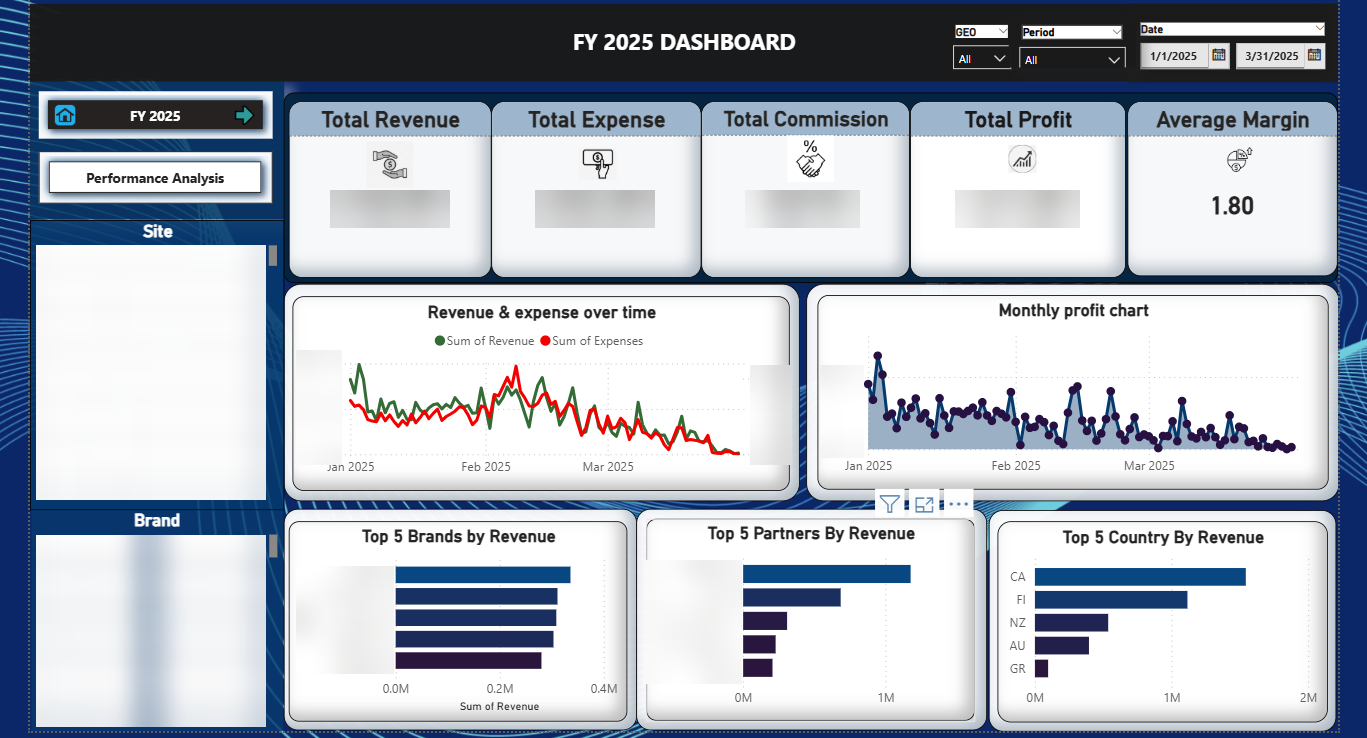 FY 2025 DASHBOARD
GEO
All
Period
All
Date
1/1/2025
3/31/2025
FY 2025
Performance Analysis
Site
Brand
Total Revenue
Total Expense
Total Commission
%
Total Profit
Average Margin
1.80
Revenue & expense over time
Sum of Revenue
Sum of Expenses
Jan 2025
Feb 2025
Mar 2025
Monthly profit chart
Jan 2025
Feb 2025
Mar 2025
Top 5 Brands by Revenue
0.0M
0.2M
0.4M
Sum of Revenue
Top 5 Partners By Revenue
0M
1M
Top 5 Country By Revenue
CA
FI
NZ
AU
GR
0M
1M
2M